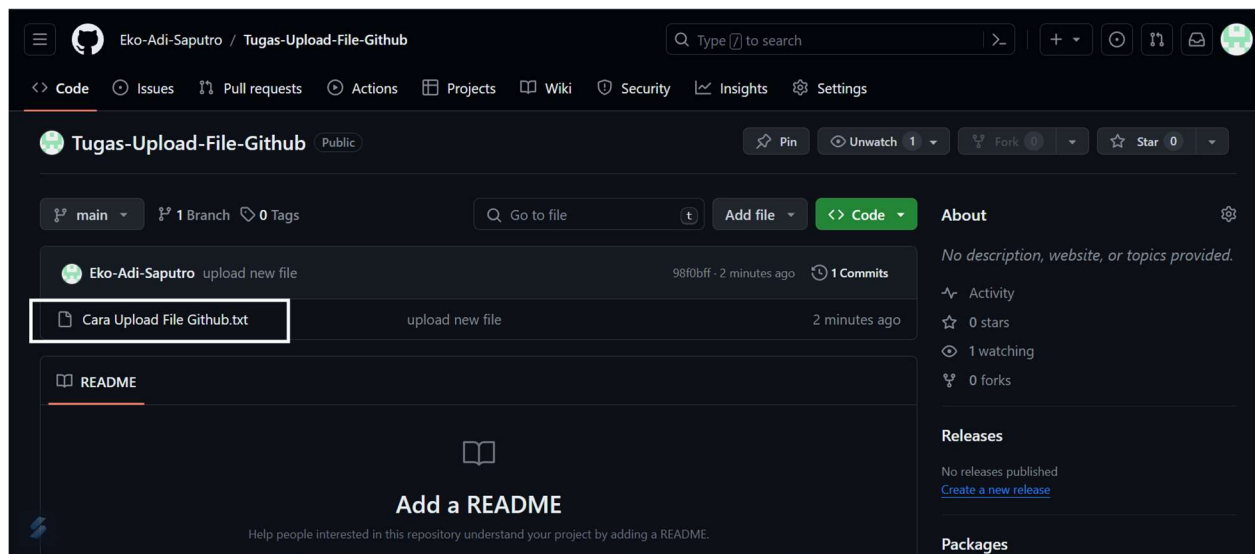 Eko-Adi-Saputro / Tugas-Upload-File-Github
Type / to search
Code Issues Pull requests Actions Projects Wiki Security Insights Settings
Tugas-Upload-File-Github Public
Pin Unwatch 1 Fork 0 Star 0
main 1 Branch 0 Tags Go to file t Add file Code
Eko-Adi-Saputro upload new file 98f0bff · 2 minutes ago 1 Commits
Cara Upload File Github.txt upload new file 2 minutes ago
README
Add a README
Help people interested in this repository understand your project by adding a README.
About
No description, website, or topics provided.
Activity
0 stars
1 watching
0 forks
Releases
No releases published
Create a new release
Packages